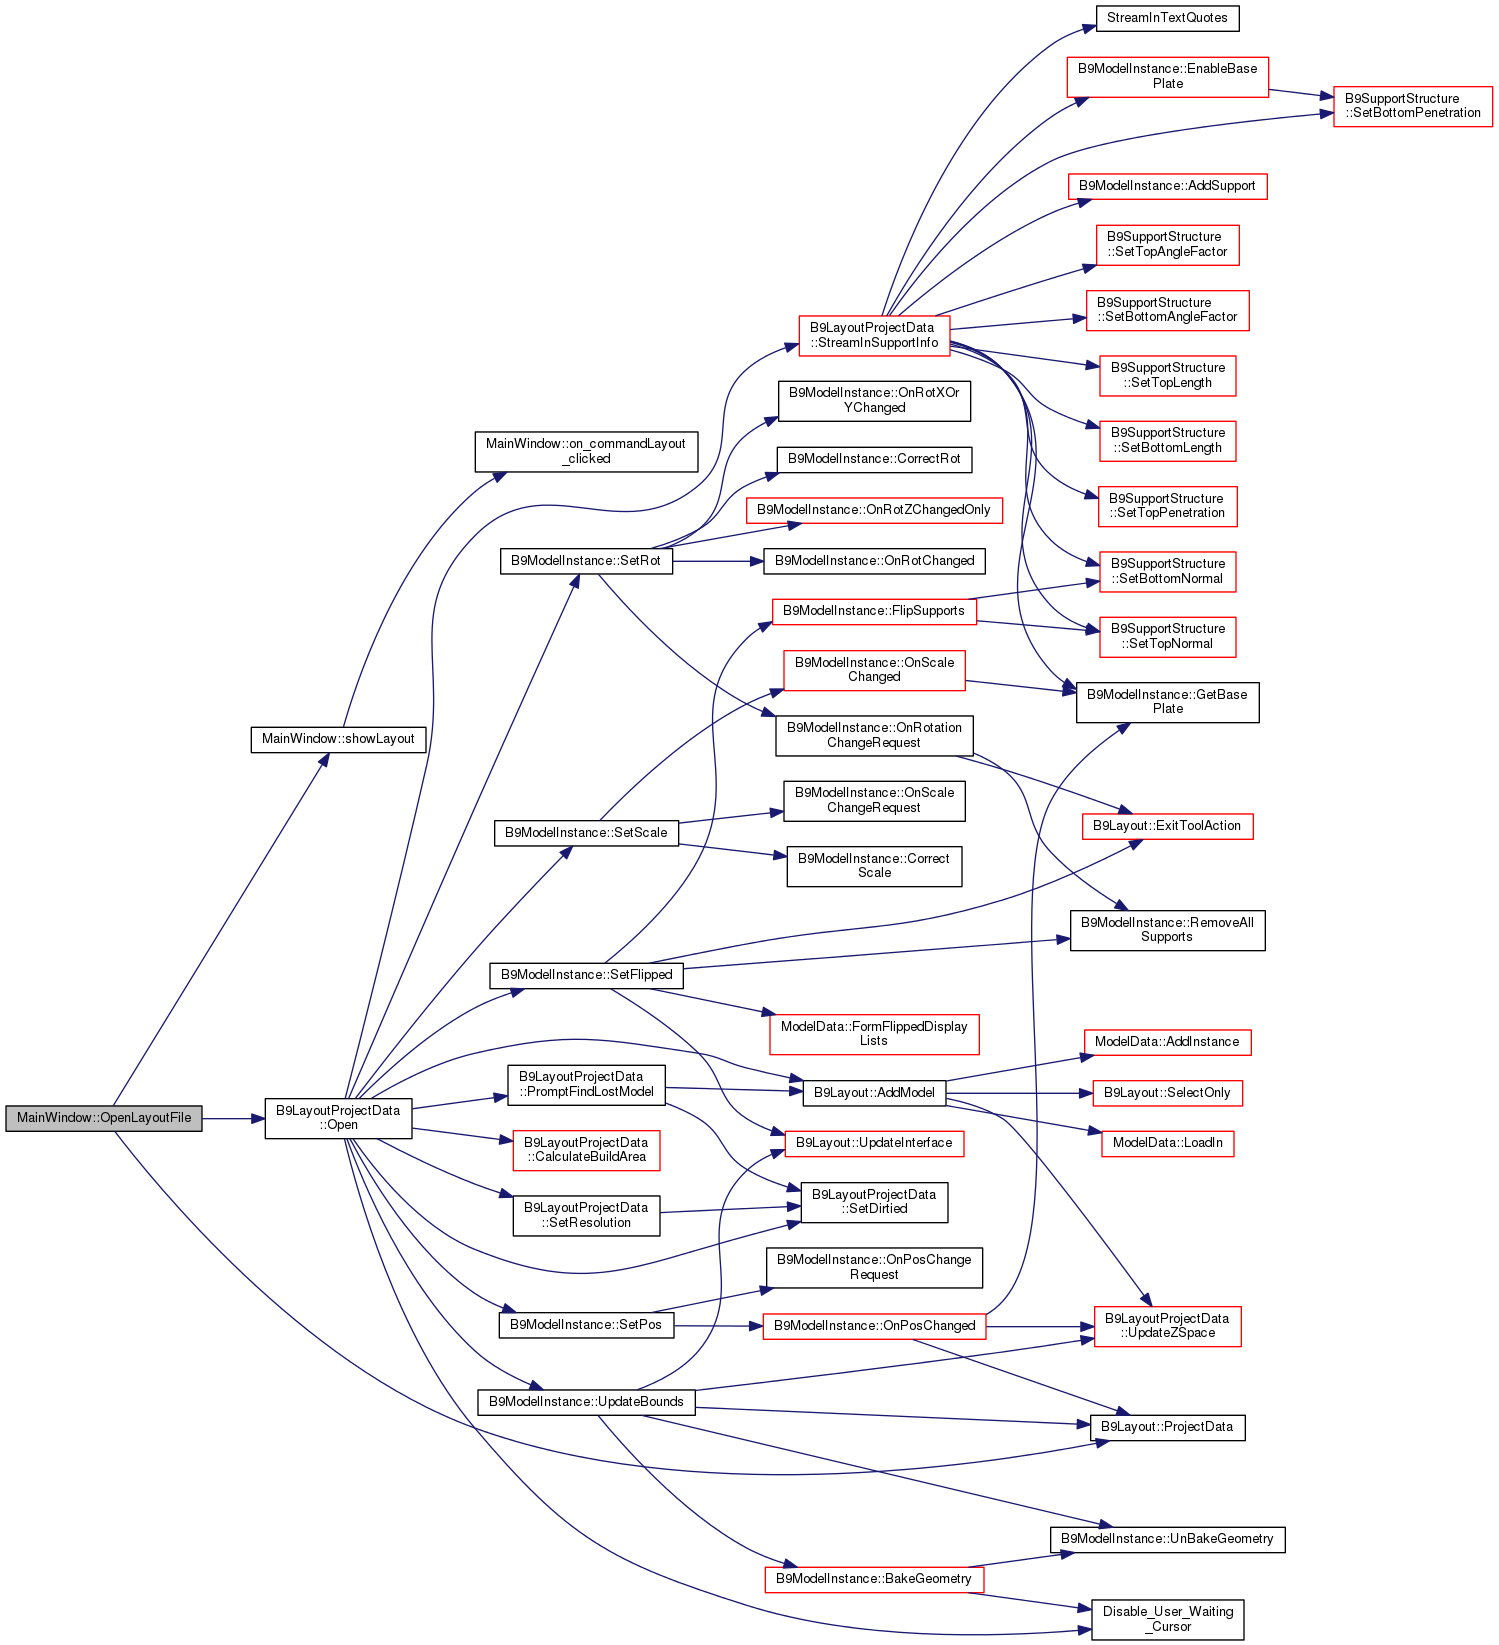 StreamInTextQuotes
B9ModelInstance::EnableBase
Plate
B9SupportStructure
::SetBottomPenetration
B9ModelInstance::AddSupport
B9SupportStructure
::SetTopAngleFactor
B9SupportStructure
::SetBottomAngleFactor
B9LayoutProjectData
::StreamInSupportInfo
B9SupportStructure
::SetTopLength
B9ModelInstance::OnRotXOr
YChanged
B9SupportStructure
::SetBottomLength
MainWindow::on_commandLayout
_clicked
B9ModelInstance::CorrectRot
B9SupportStructure
::SetTopPenetration
B9ModelInstance::OnRotZChangedOnly
B9ModelInstance::SetRot
B9ModelInstance::OnRotChanged
B9SupportStructure
::SetBottomNormal
B9ModelInstance::FlipSupports
B9SupportStructure
::SetTopNormal
B9ModelInstance::OnScale
Changed
B9ModelInstance::GetBase
Plate
MainWindow::showLayout
B9ModelInstance::OnRotation
ChangeRequest
B9ModelInstance::OnScale
ChangeRequest
B9ModelInstance::SetScale
B9Layout::ExitToolAction
B9ModelInstance::Correct
Scale
B9ModelInstance::RemoveAll
Supports
B9ModelInstance::SetFlipped
ModelData::FormFlippedDisplay
Lists
ModelData::AddInstance
B9LayoutProjectData
::PromptFindLostModel
B9Layout::AddModel
B9Layout::SelectOnly
MainWindow::OpenLayoutFile
B9LayoutProjectData
::Open
B9LayoutProjectData
::CalculateBuildArea
B9Layout::UpdateInterface
ModelData::LoadIn
B9LayoutProjectData
::SetResolution
B9LayoutProjectData
::SetDirtied
B9ModelInstance::OnPosChange
Request
B9ModelInstance::SetPos
B9ModelInstance::OnPosChanged
B9LayoutProjectData
::UpdateZSpace
B9ModelInstance::UpdateBounds
B9Layout::ProjectData
B9ModelInstance::UnBakeGeometry
B9ModelInstance::BakeGeometry
Disable_User_Waiting
_Cursor